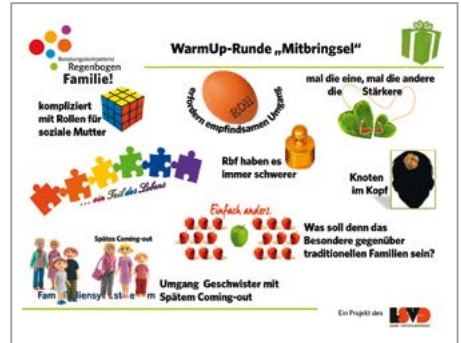 Beratungskompetenz
Regenbogen
Familie!
WarmUp-Runde „Mitbringsel“
kompliziert
mit Rollen für
soziale Mutter
ROH!
erfordern empfindsamen Umgang
mal die eine, mal die andere
die Stärkere
Rbf haben es
immer schwerer
Knoten
im Kopf
... ein Teil des Lebens
Einfach anders
Was soll denn das
Besondere gegenüber
traditionellen Familien sein?
Spätes Coming-out
Umgang Geschwister mit
Spätem Coming-out
Ein Projekt des LSVD